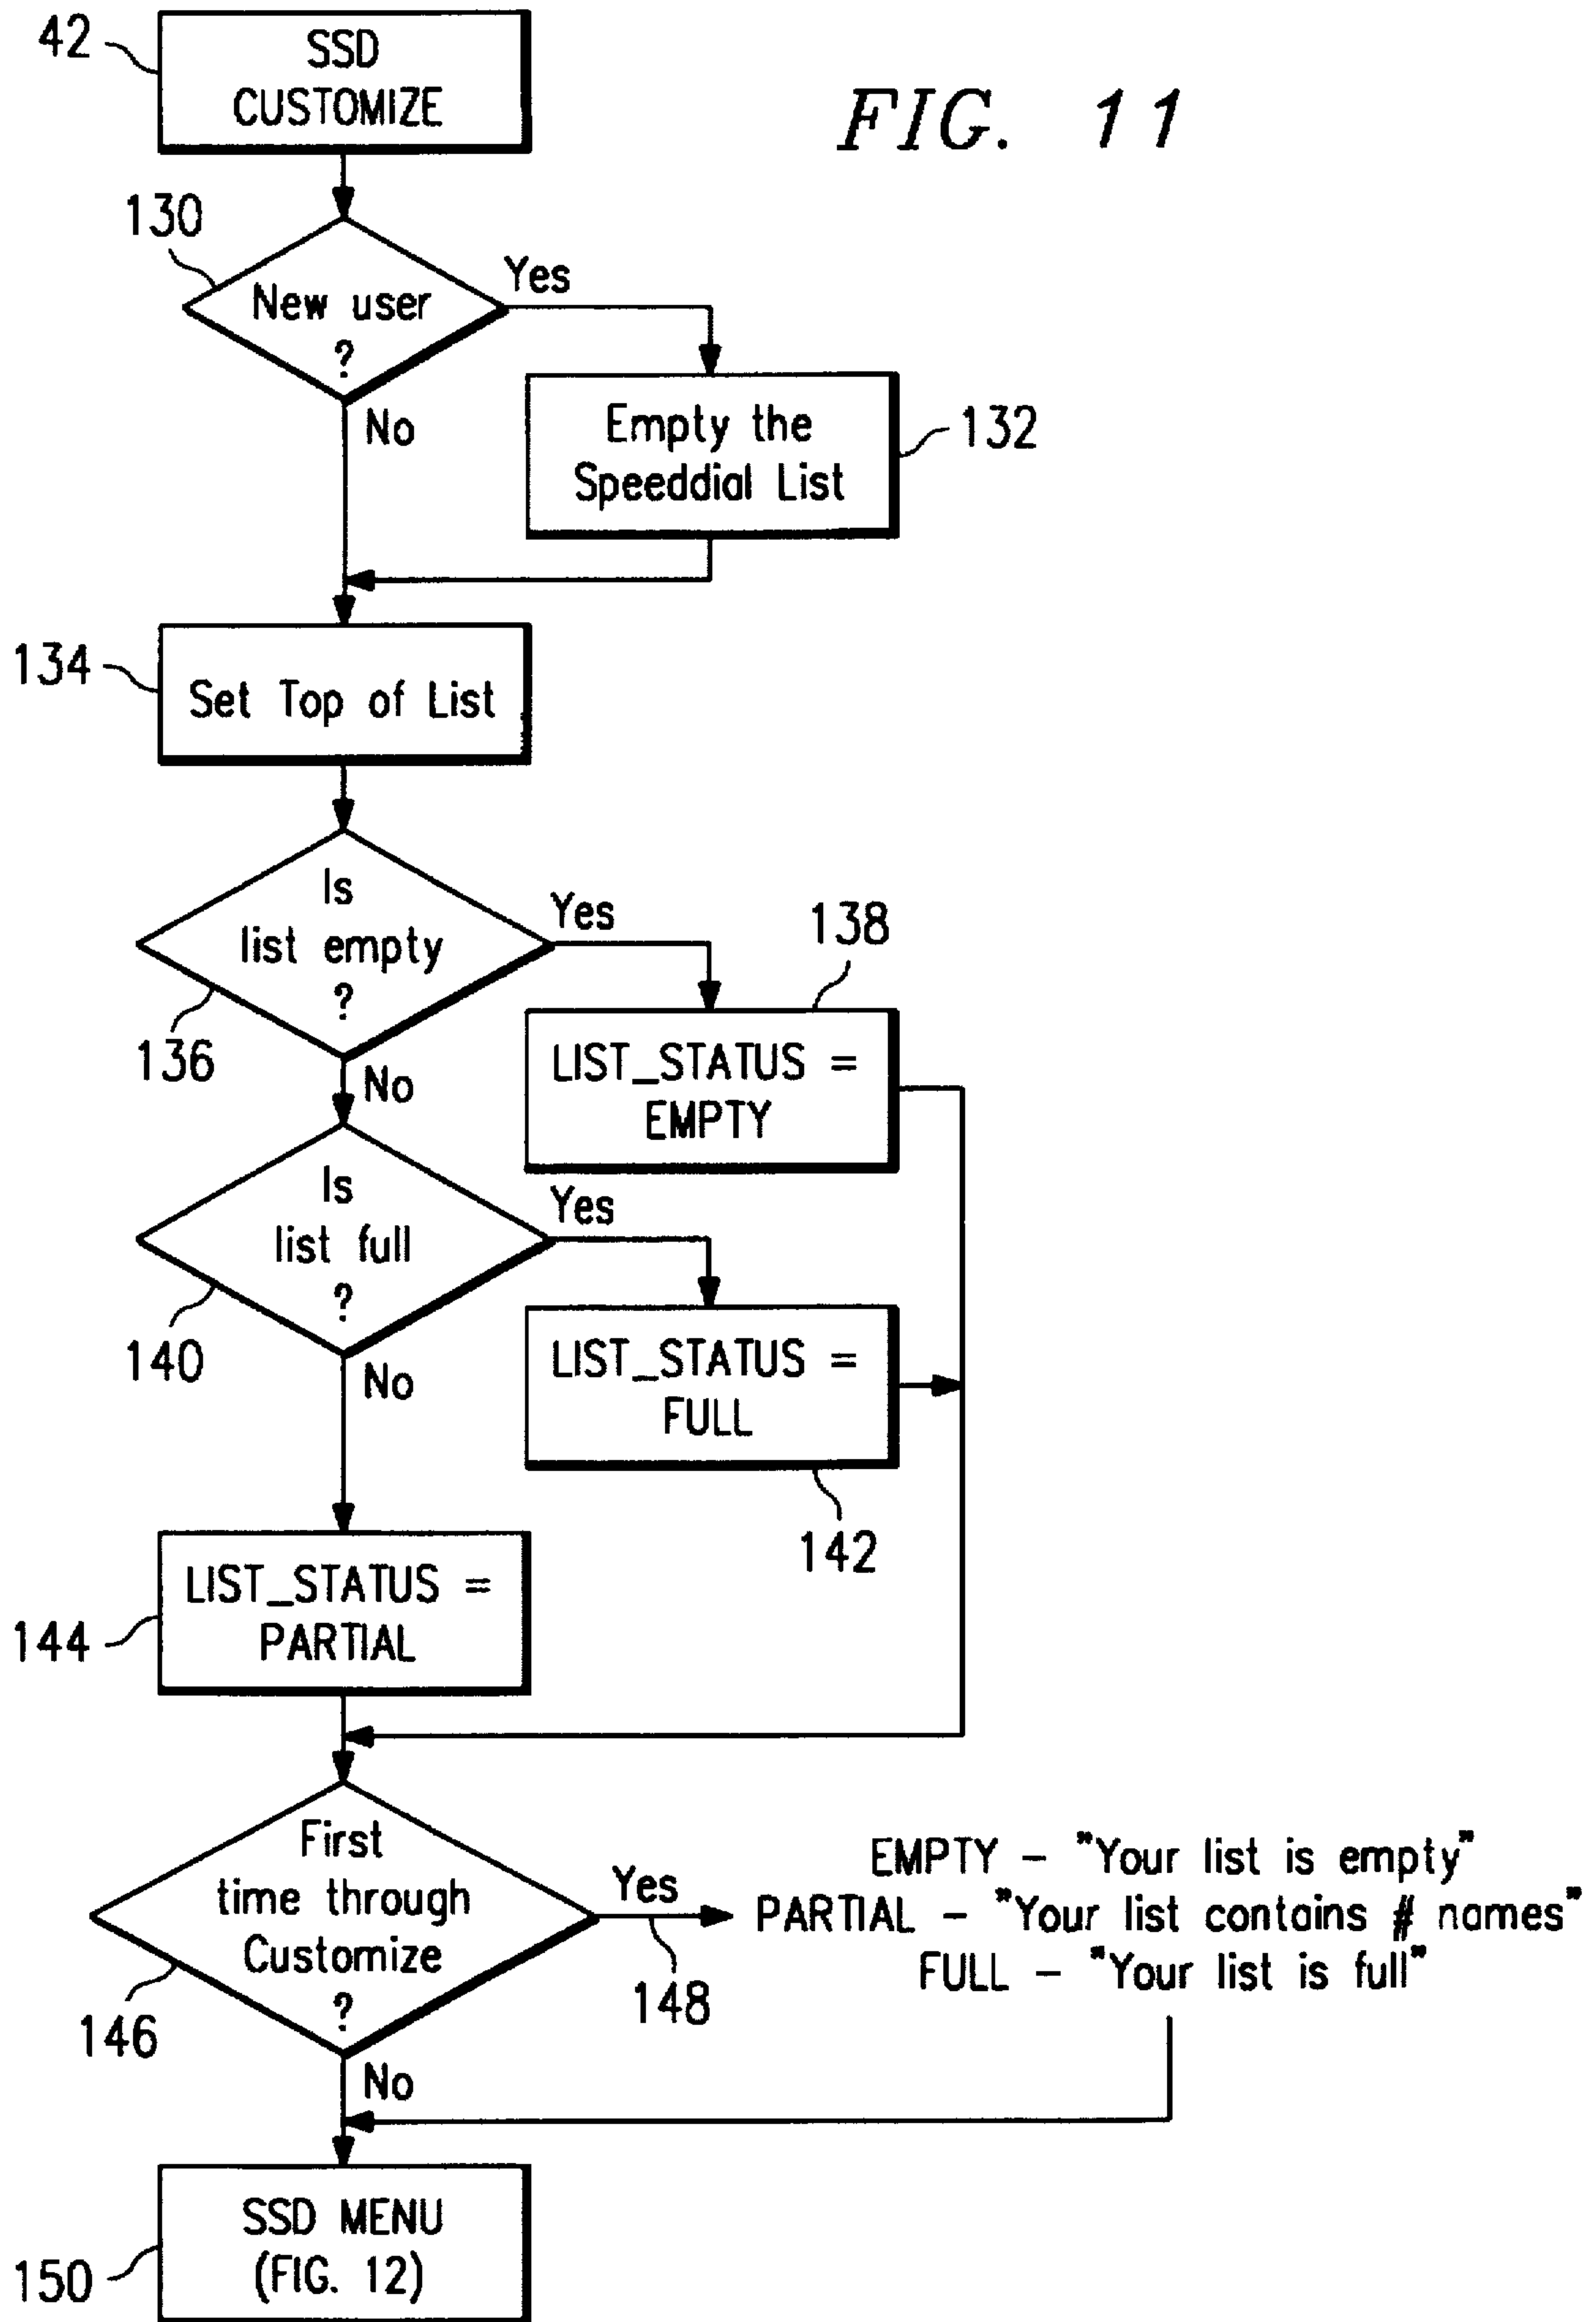 42
SSD
CUSTOMIZE
FIG. 11
130
New user
?
Yes
No
Empty the
Speeddial List
132
134
Set Top of List
Is
list empty
?
Yes
136
No
138
LIST_STATUS =
EMPTY
Is
list full
?
Yes
140
No
LIST_STATUS =
FULL
142
144
LIST_STATUS =
PARTIAL
First
time through
Customize
?
Yes
146
148
No
EMPTY - "Your list is empty"
PARTIAL - "Your list contains # names"
FULL - "Your list is full"
150
SSD MENU
(FIG. 12)